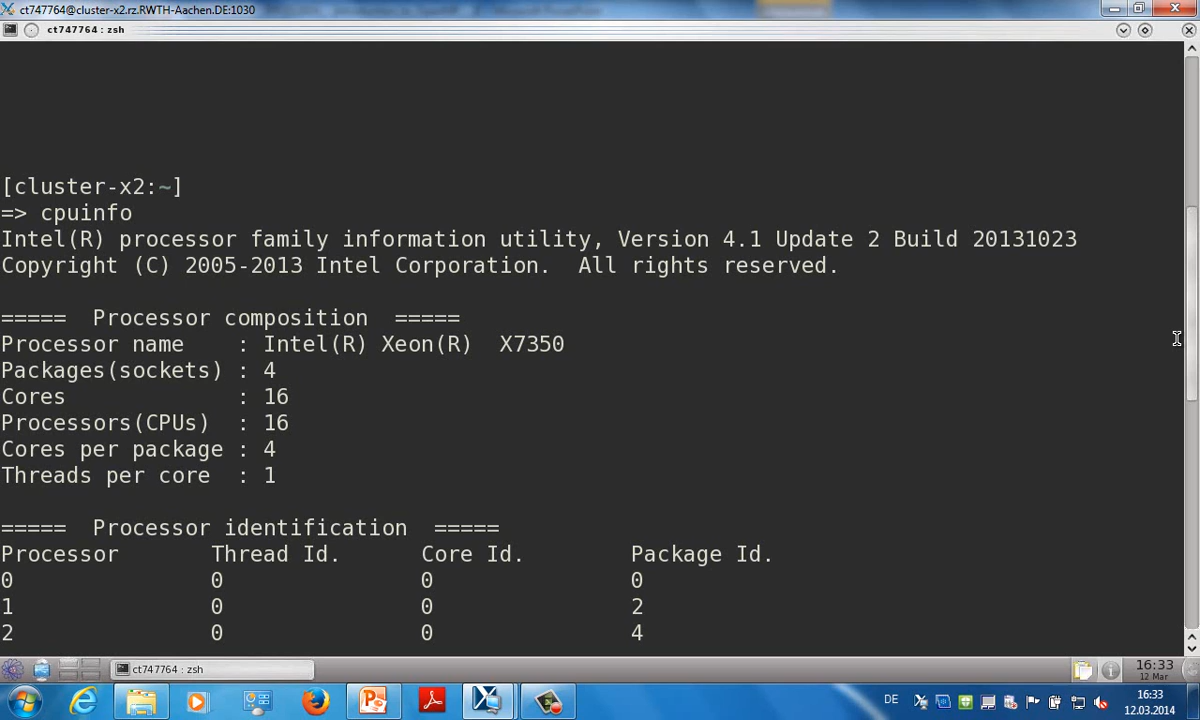 ct747764@cluster-x2.rz.RWTH-Aachen.DE:1030
ct747764 : zsh
[cluster-x2:~]
=> cpuinfo
Intel(R) processor family information utility, Version 4.1 Update 2 Build 20131023
Copyright (C) 2005-2013 Intel Corporation.  All rights reserved.
=====  Processor composition  =====
Processor name    : Intel(R) Xeon(R)  X7350
Packages(sockets) : 4
Cores             : 16
Processors(CPUs)  : 16
Cores per package : 4
Threads per core  : 1
=====  Processor identification  =====
Processor       Thread Id.      Core Id.        Package Id.
0               0               0               0
1               0               0               2
2               0               0               4
ct747764 : zsh
16:33
12 Mar
DE
16:33
12.03.2014